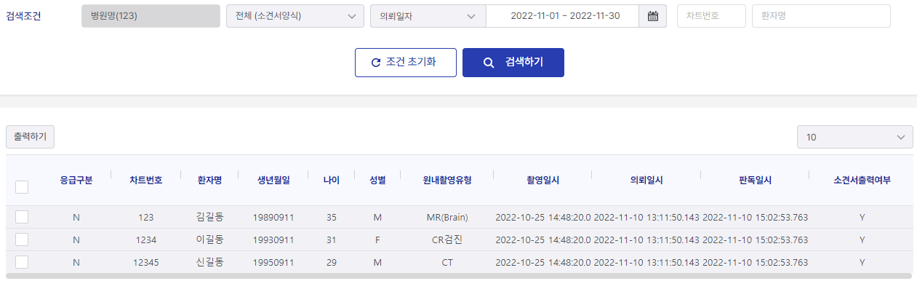 검색조건 병원명(123) 전체 (소견서양식) 의뢰일자 2022-11-01 ~ 2022-11-30 차트번호 환자명
조건 초기화 검색하기
출력하기 10
응급구분 차트번호 환자명 생년월일 나이 성별 원내촬영유형 촬영일시 의뢰일시 판독일시 소견서출력여부
N 123 김길동 19890911 35 M MR(Brain) 2022-10-25 14:48:20.0 2022-11-10 13:11:50.143 2022-11-10 15:02:53.763 Y
N 1234 이길동 19930911 31 F CR검진 2022-10-25 14:48:20.0 2022-11-10 13:11:50.143 2022-11-10 15:02:53.763 Y
N 12345 신길동 19950911 29 M CT 2022-10-25 14:48:20.0 2022-11-10 13:11:50.143 2022-11-10 15:02:53.763 Y